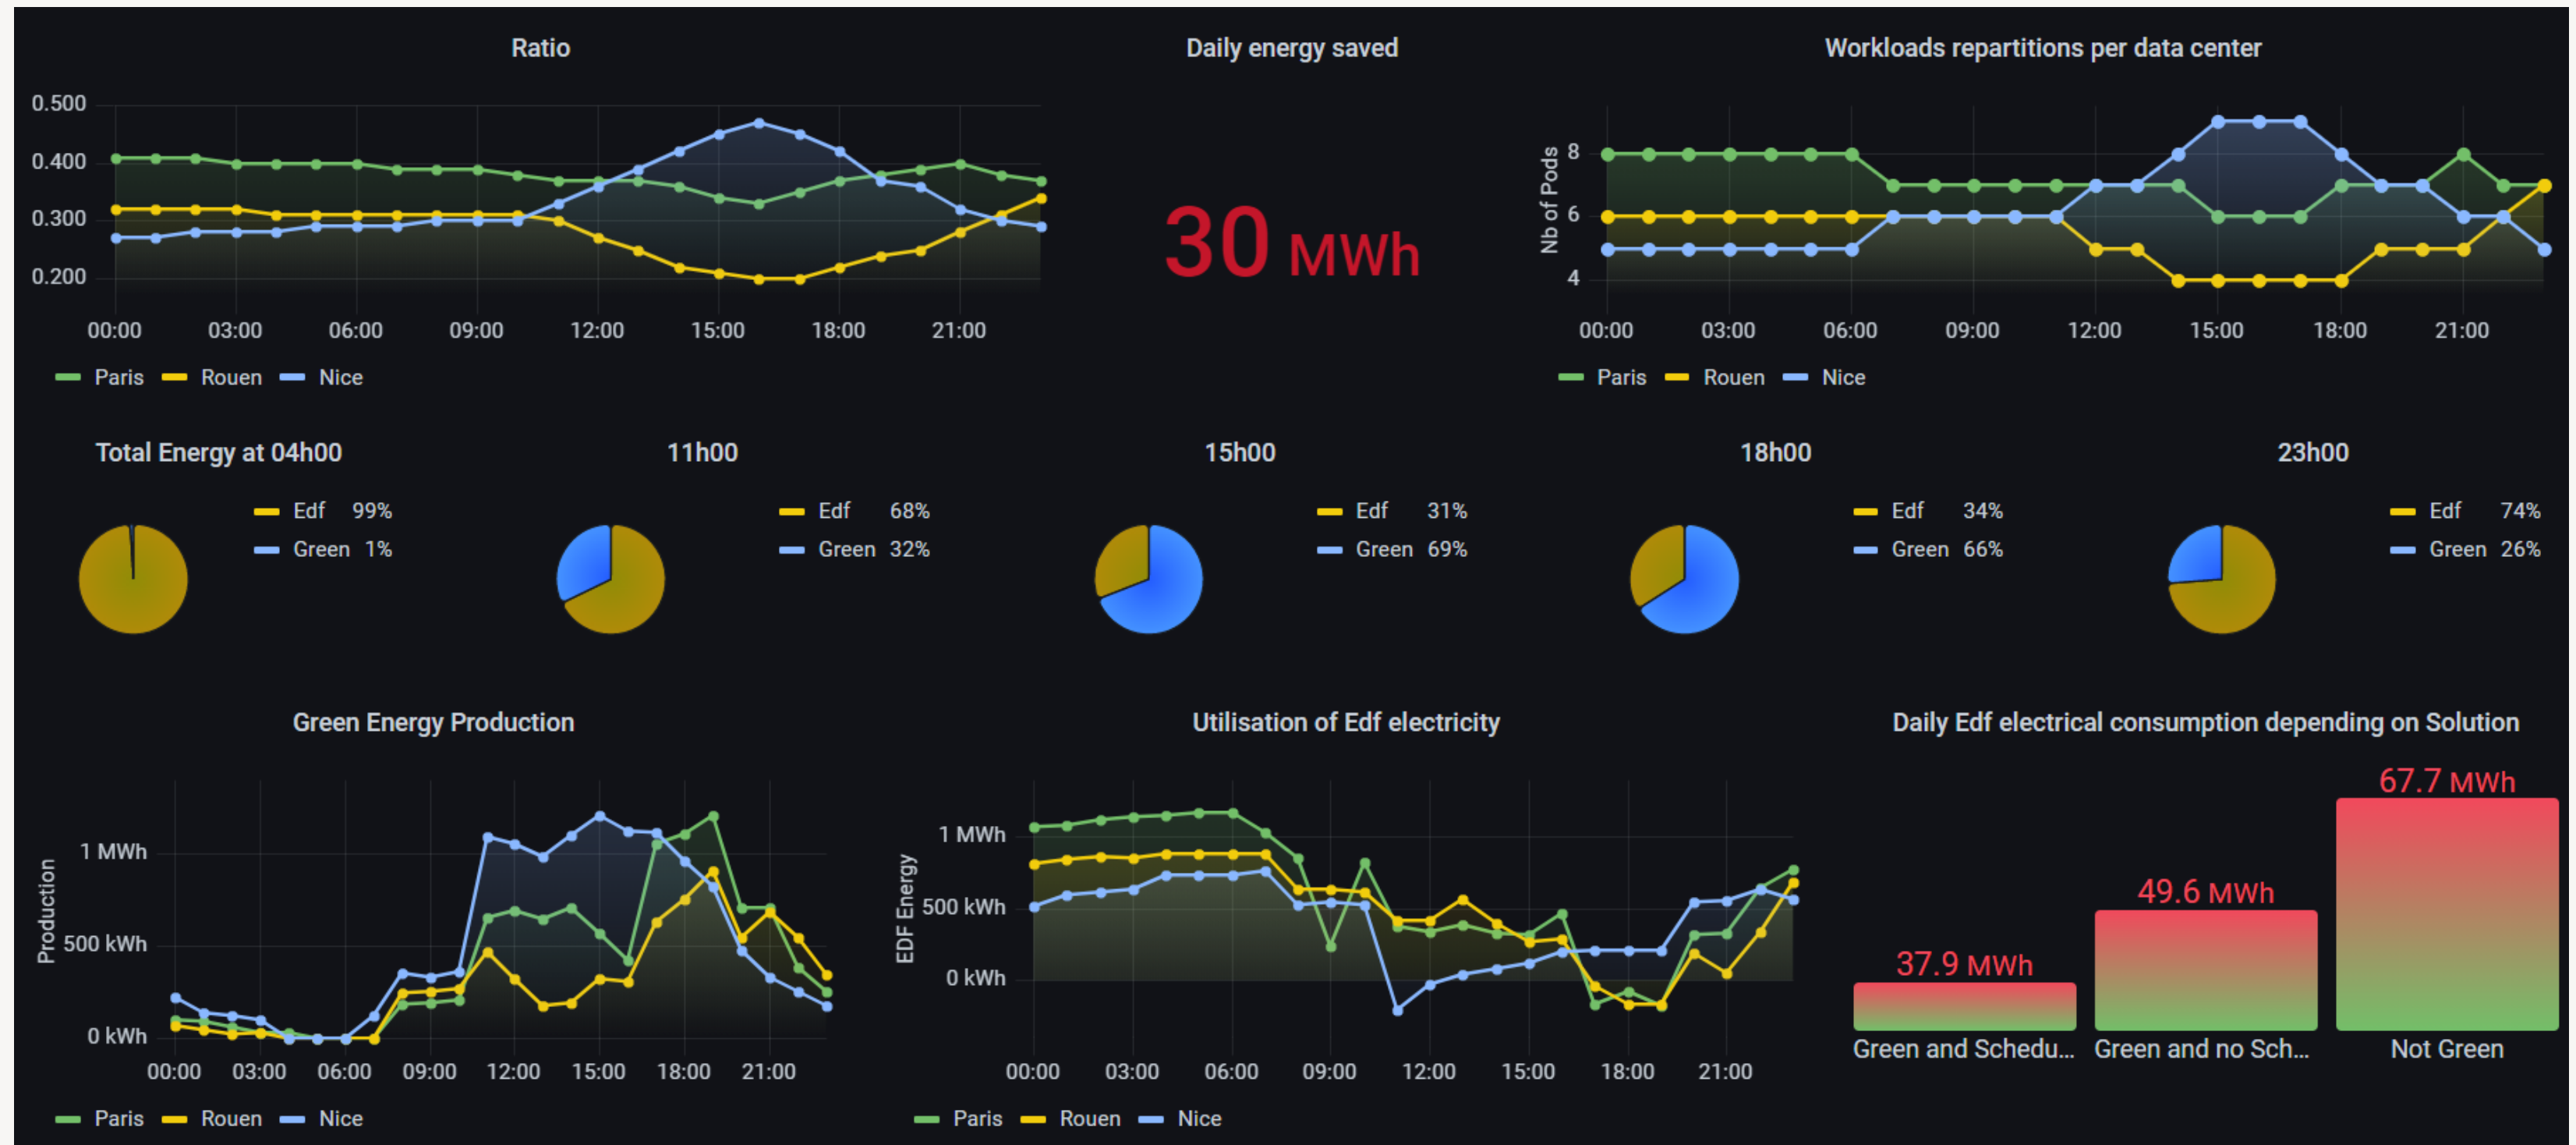 Ratio
0.500
0.400
0.300
0.200
00:00 03:00 06:00 09:00 12:00 15:00 18:00 21:00
Paris Rouen Nice
Daily energy saved
30 MWh
Workloads repartitions per data center
Nb of Pods
8
6
4
00:00 03:00 06:00 09:00 12:00 15:00 18:00 21:00
Paris Rouen Nice
Total Energy at 04h00
Edf 99%
Green 1%
11h00
Edf 68%
Green 32%
15h00
Edf 31%
Green 69%
18h00
Edf 34%
Green 66%
23h00
Edf 74%
Green 26%
Green Energy Production
Production
1 MWh
500 kWh
0 kWh
00:00 03:00 06:00 09:00 12:00 15:00 18:00 21:00
Paris Rouen Nice
Utilisation of Edf electricity
EDF Energy
1 MWh
500 kWh
0 kWh
00:00 03:00 06:00 09:00 12:00 15:00 18:00 21:00
Paris Rouen Nice
Daily Edf electrical consumption depending on Solution
37.9 MWh
49.6 MWh
67.7 MWh
Green and Schedu... Green and no Sch... Not Green